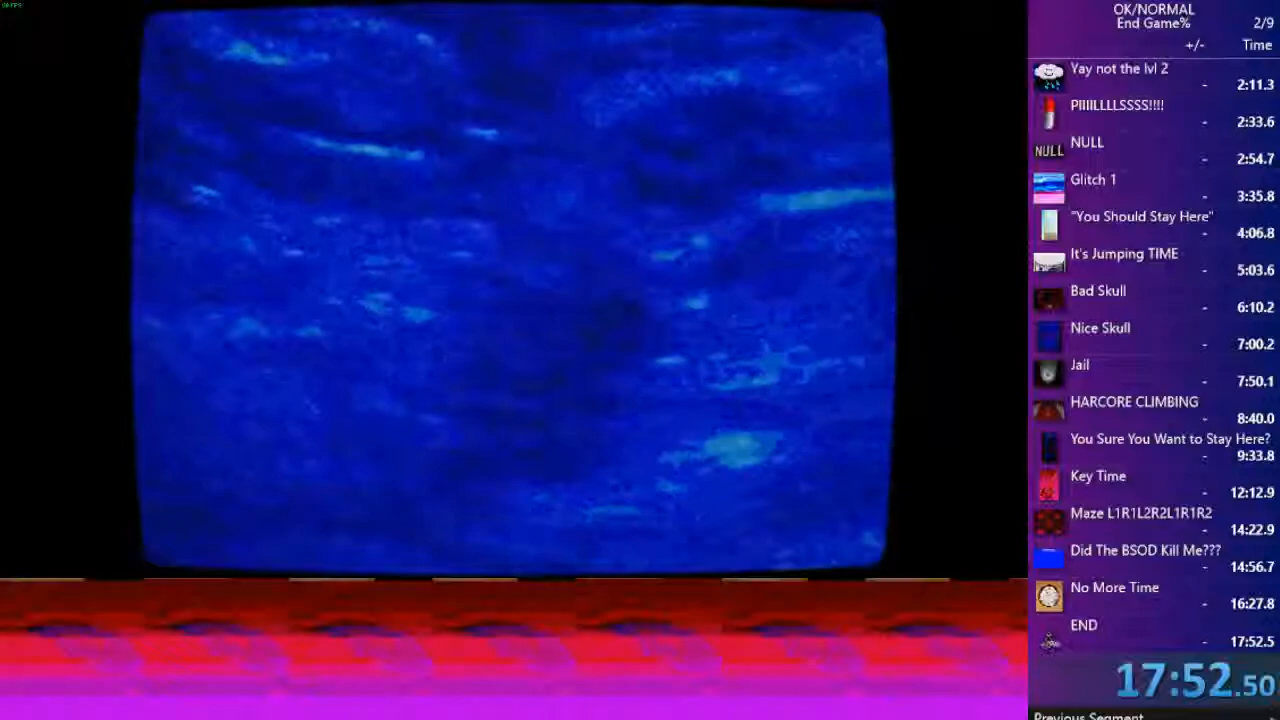 OK/NORMAL
End Game% 2/9
+/- Time
Yay not the lvl 2
- 2:11.3
PIIIILLLLSSSS!!!!
- 2:33.6
NULL
NULL
- 2:54.7
Glitch 1
- 3:35.8
"You Should Stay Here"
- 4:06.8
It's Jumping TIME
- 5:03.6
Bad Skull
- 6:10.2
Nice Skull
- 7:00.2
Jail
- 7:50.1
HARCORE CLIMBING
- 8:40.0
You Sure You Want to Stay Here?
- 9:33.8
Key Time
- 12:12.9
Maze L1R1L2R2L1R1R2
- 14:22.9
Did The BSOD Kill Me???
- 14:56.7
No More Time
- 16:27.8
END
- 17:52.5
17:52.50
Previous Segment